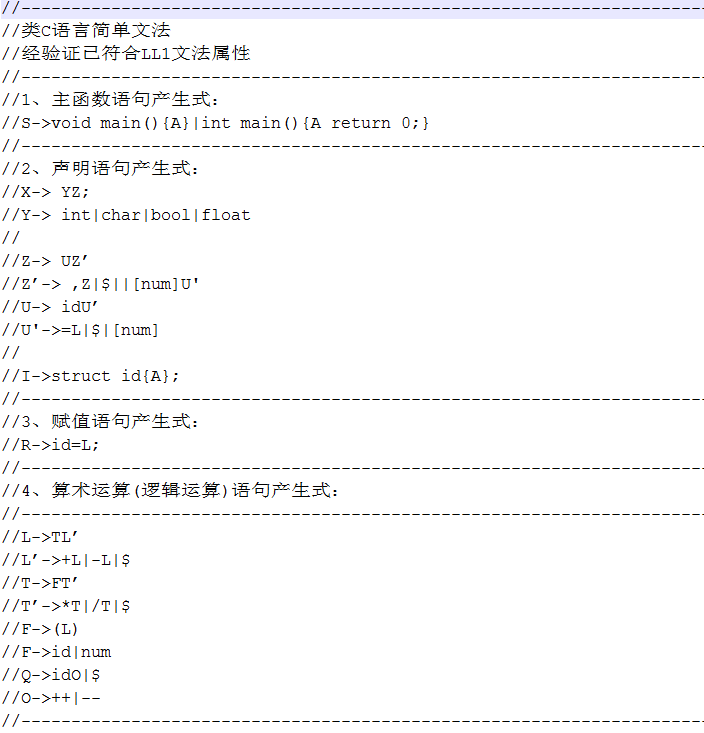 //---------------------------------------------------------------------
//类C语言简单文法
//经验证已符合LL1文法属性
//---------------------------------------------------------------------
//1、主函数语句产生式：
//S->void main(){A}|int main(){A return 0;}
//---------------------------------------------------------------------
//2、声明语句产生式：
//X-> YZ;
//Y-> int|char|bool|float
//
//Z-> UZ’
//Z’-> ,Z|$||[num]U'
//U-> idU’
//U'->=L|$|[num]
//
//I->struct id{A};
//---------------------------------------------------------------------
//3、赋值语句产生式：
//R->id=L;
//---------------------------------------------------------------------
//4、算术运算(逻辑运算)语句产生式：
//---------------------------------------------------------------------
//L->TL’
//L’->+L|-L|$
//T->FT’
//T’->*T|/T|$
//F->(L)
//F->id|num
//Q->idO|$
//O->++|--
//---------------------------------------------------------------------